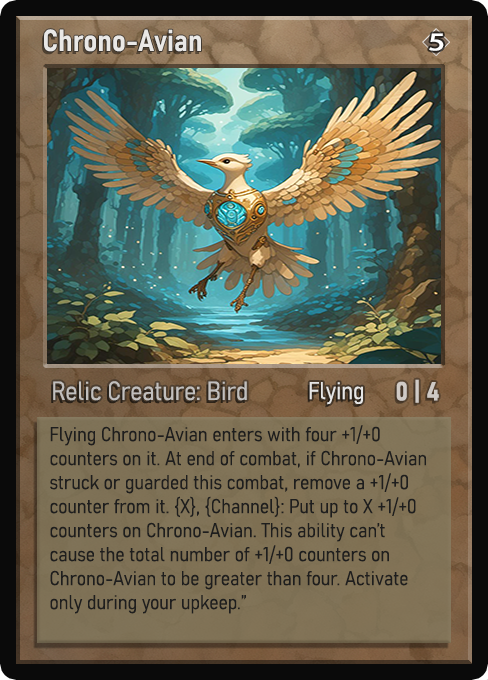 Chrono-Avian 5
Relic Creature: Bird Flying 0 | 4
Flying Chrono-Avian enters with four +1/+0
counters on it. At end of combat, if Chrono-Avian
struck or guarded this combat, remove a +1/+0
counter from it. {X}, {Channel}: Put up to X +1/+0
counters on Chrono-Avian. This ability can't
cause the total number of +1/+0 counters on
Chrono-Avian to be greater than four. Activate
only during your upkeep.”